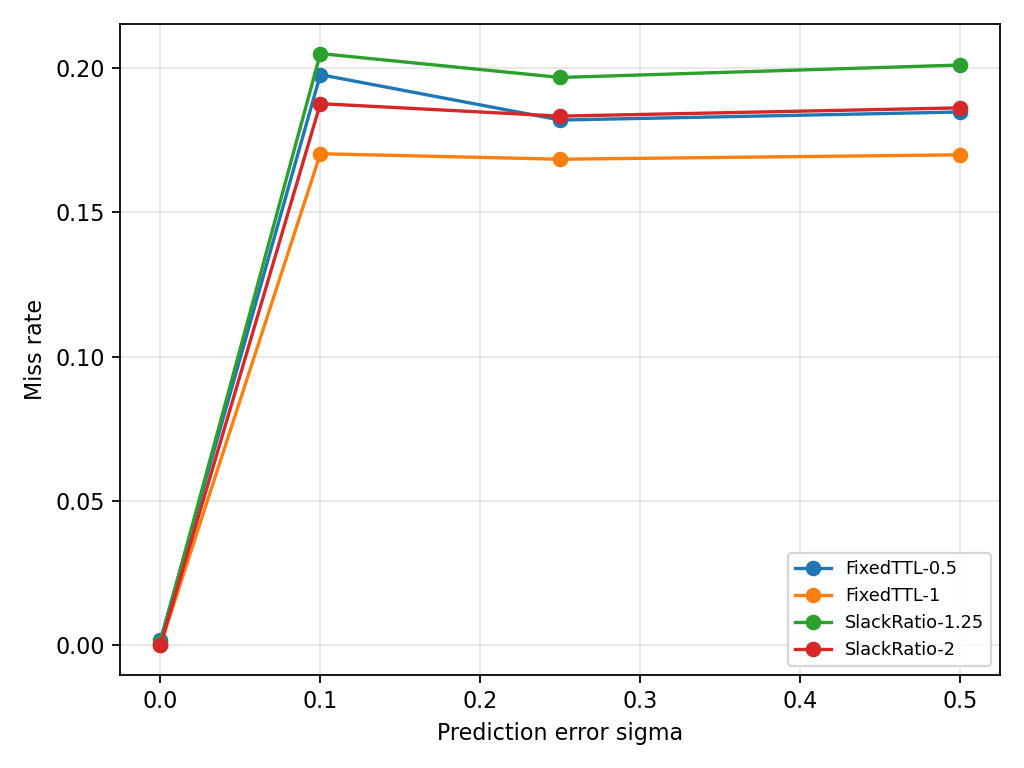 0.20
0.15
0.10
0.05
0.00
Miss rate
0.0 0.1 0.2 0.3 0.4 0.5
Prediction error sigma
FixedTTL-0.5
FixedTTL-1
SlackRatio-1.25
SlackRatio-2